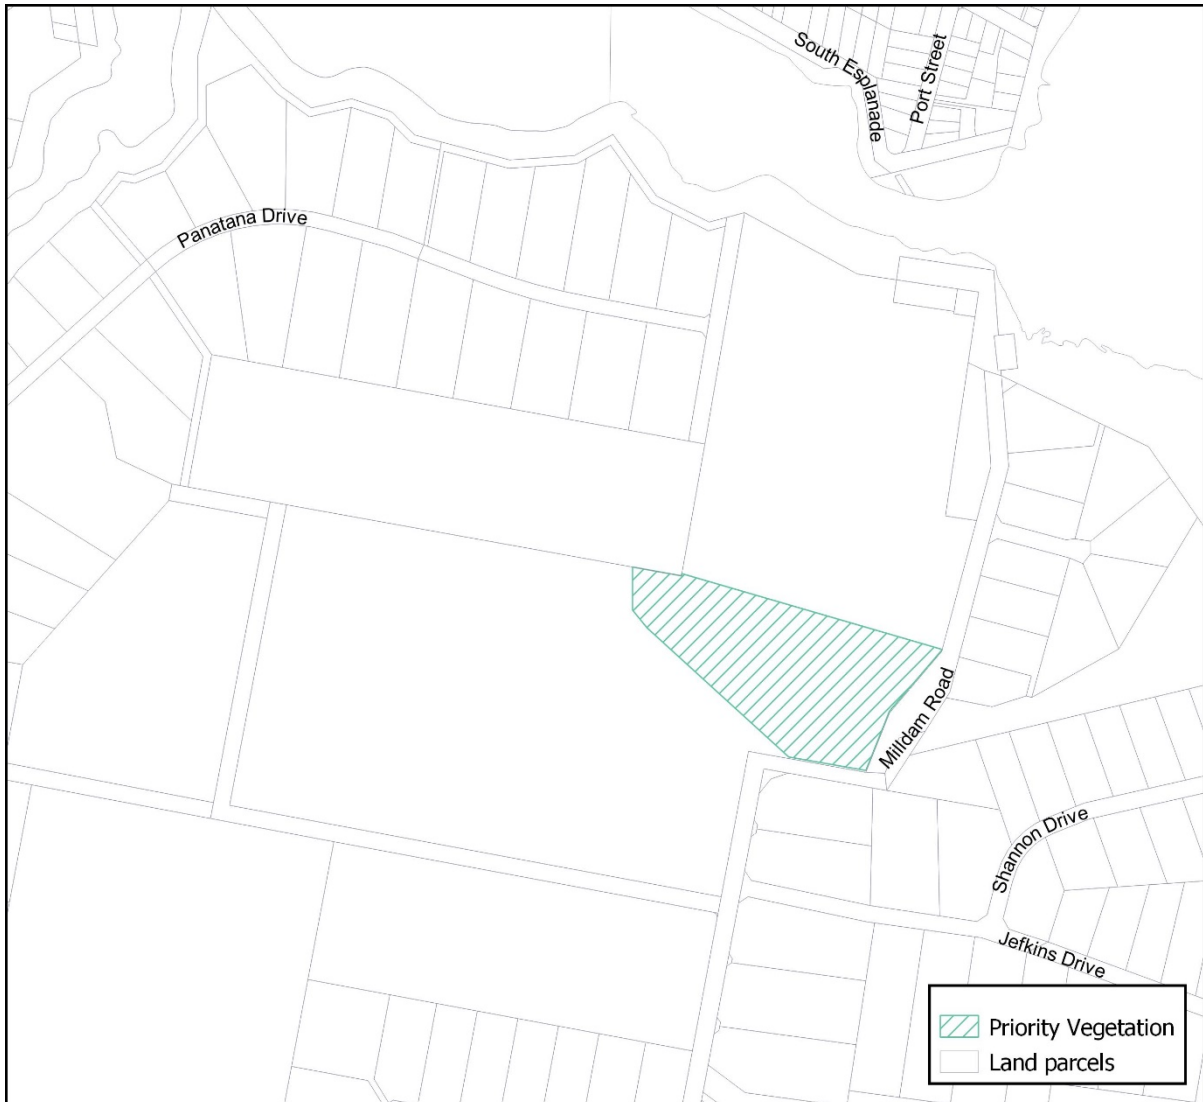 South Esplanade
Port Street
Panatana Drive
Milldam Road
Shannon Drive
Jefkins Drive
Priority Vegetation
Land parcels